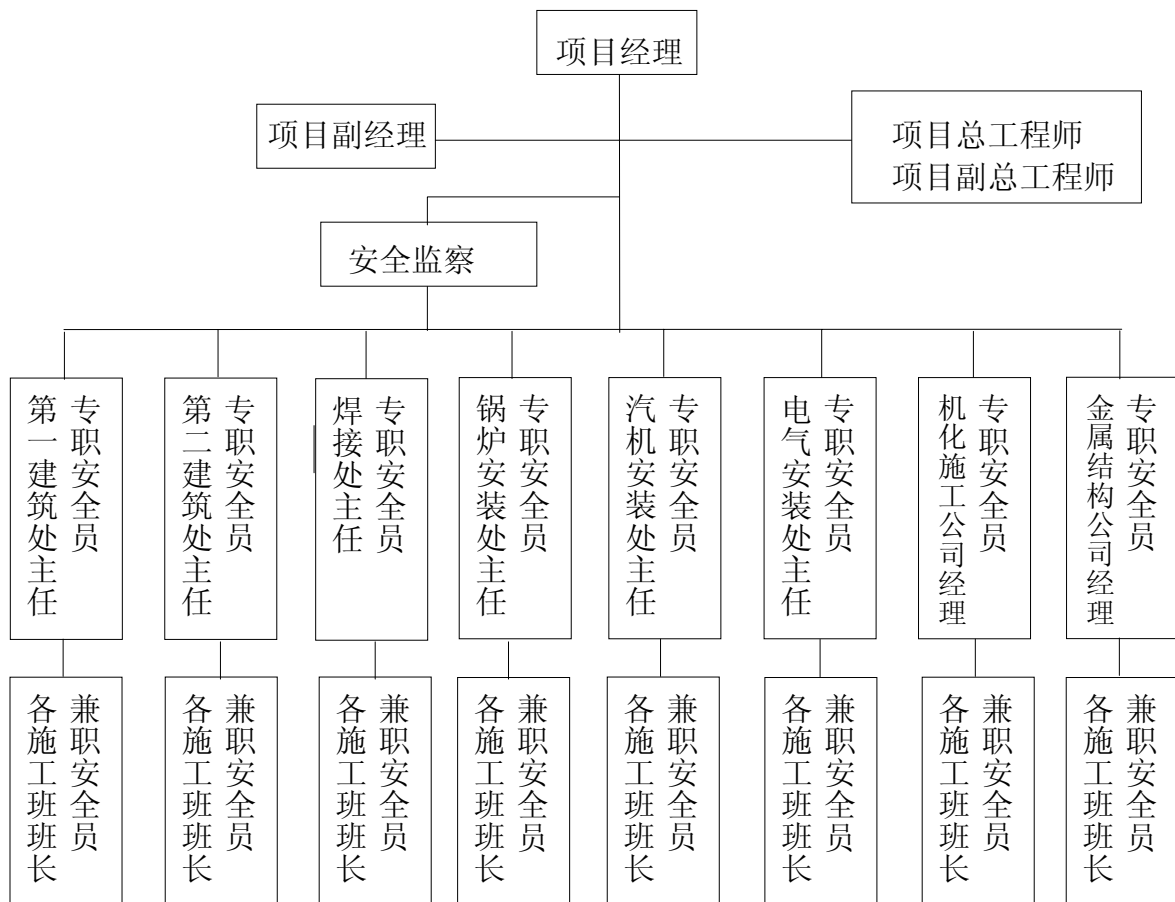 项目经理
项目副经理
项目总工程师
项目副总工程师
安全监察
第一建筑处主任
专职安全员
第二建筑处主任
专职安全员
焊接处主任
专职安全员
锅炉安装处主任
专职安全员
汽机安装处主任
专职安全员
电气安装处主任
专职安全员
机化施工公司经理
专职安全员
金属结构公司经理
专职安全员
各施工班班长
兼职安全员
各施工班班长
兼职安全员
各施工班班长
兼职安全员
各施工班班长
兼职安全员
各施工班班长
兼职安全员
各施工班班长
兼职安全员
各施工班班长
兼职安全员
各施工班班长
兼职安全员